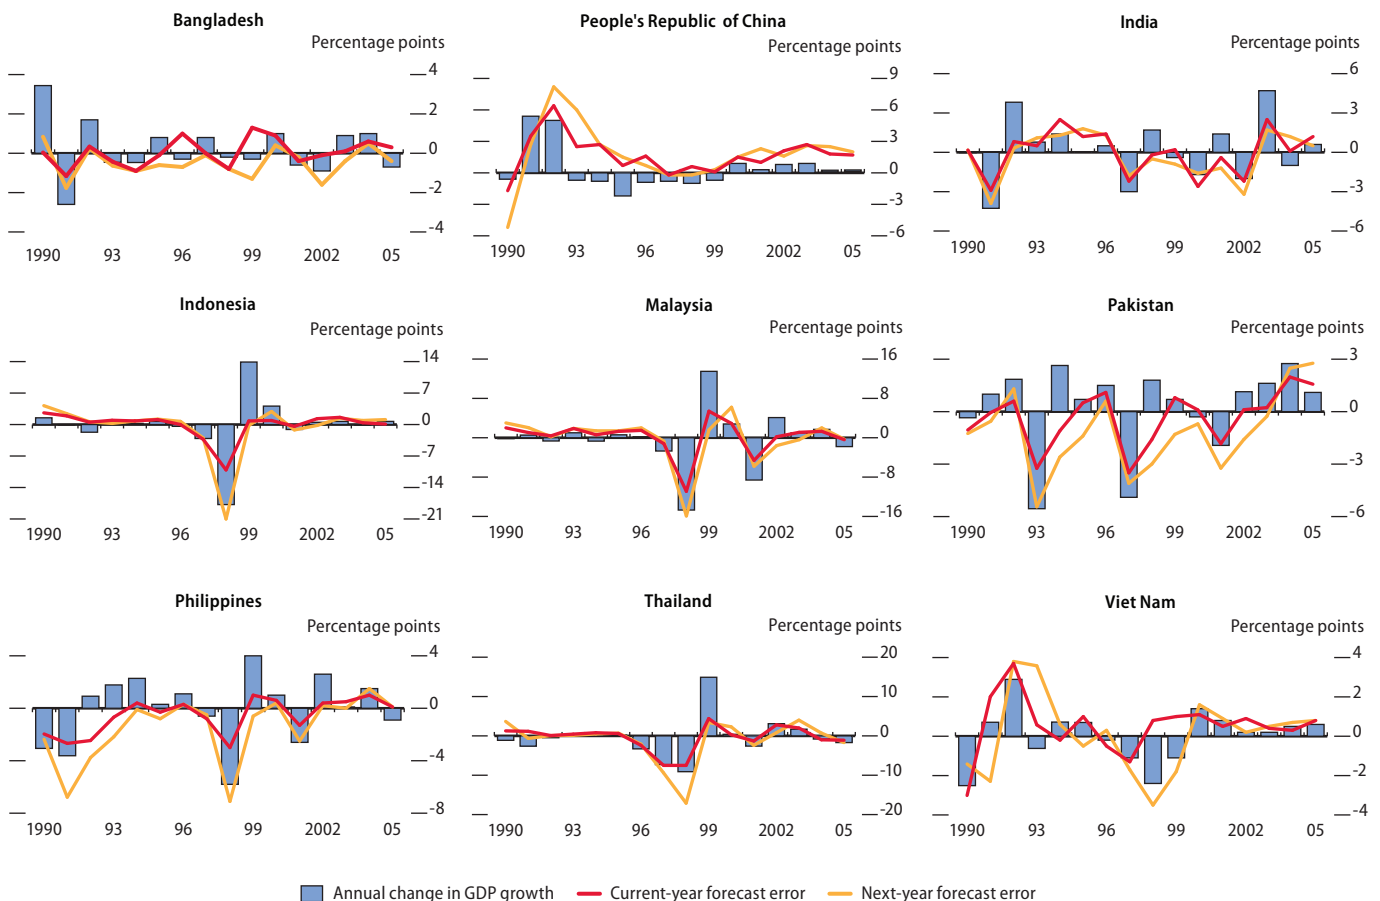 Bangladesh
Percentage points
4
2
0
-2
-4
1990 93 96 99 2002 05
People's Republic of China
Percentage points
9
6
3
0
-3
-6
1990 93 96 99 2002 05
India
Percentage points
6
3
0
-3
-6
1990 93 96 99 2002 05
Indonesia
Percentage points
14
7
0
-7
-14
-21
1990 93 96 99 2002 05
Malaysia
Percentage points
16
8
0
-8
-16
1990 93 96 99 2002 05
Pakistan
Percentage points
3
0
-3
-6
1990 93 96 99 2002 05
Philippines
Percentage points
4
0
-4
-8
1990 93 96 99 2002 05
Thailand
Percentage points
20
10
0
-10
-20
1990 93 96 99 2002 05
Viet Nam
Percentage points
4
2
0
-2
-4
1990 93 96 99 2002 05
Annual change in GDP growth Current-year forecast error Next-year forecast error